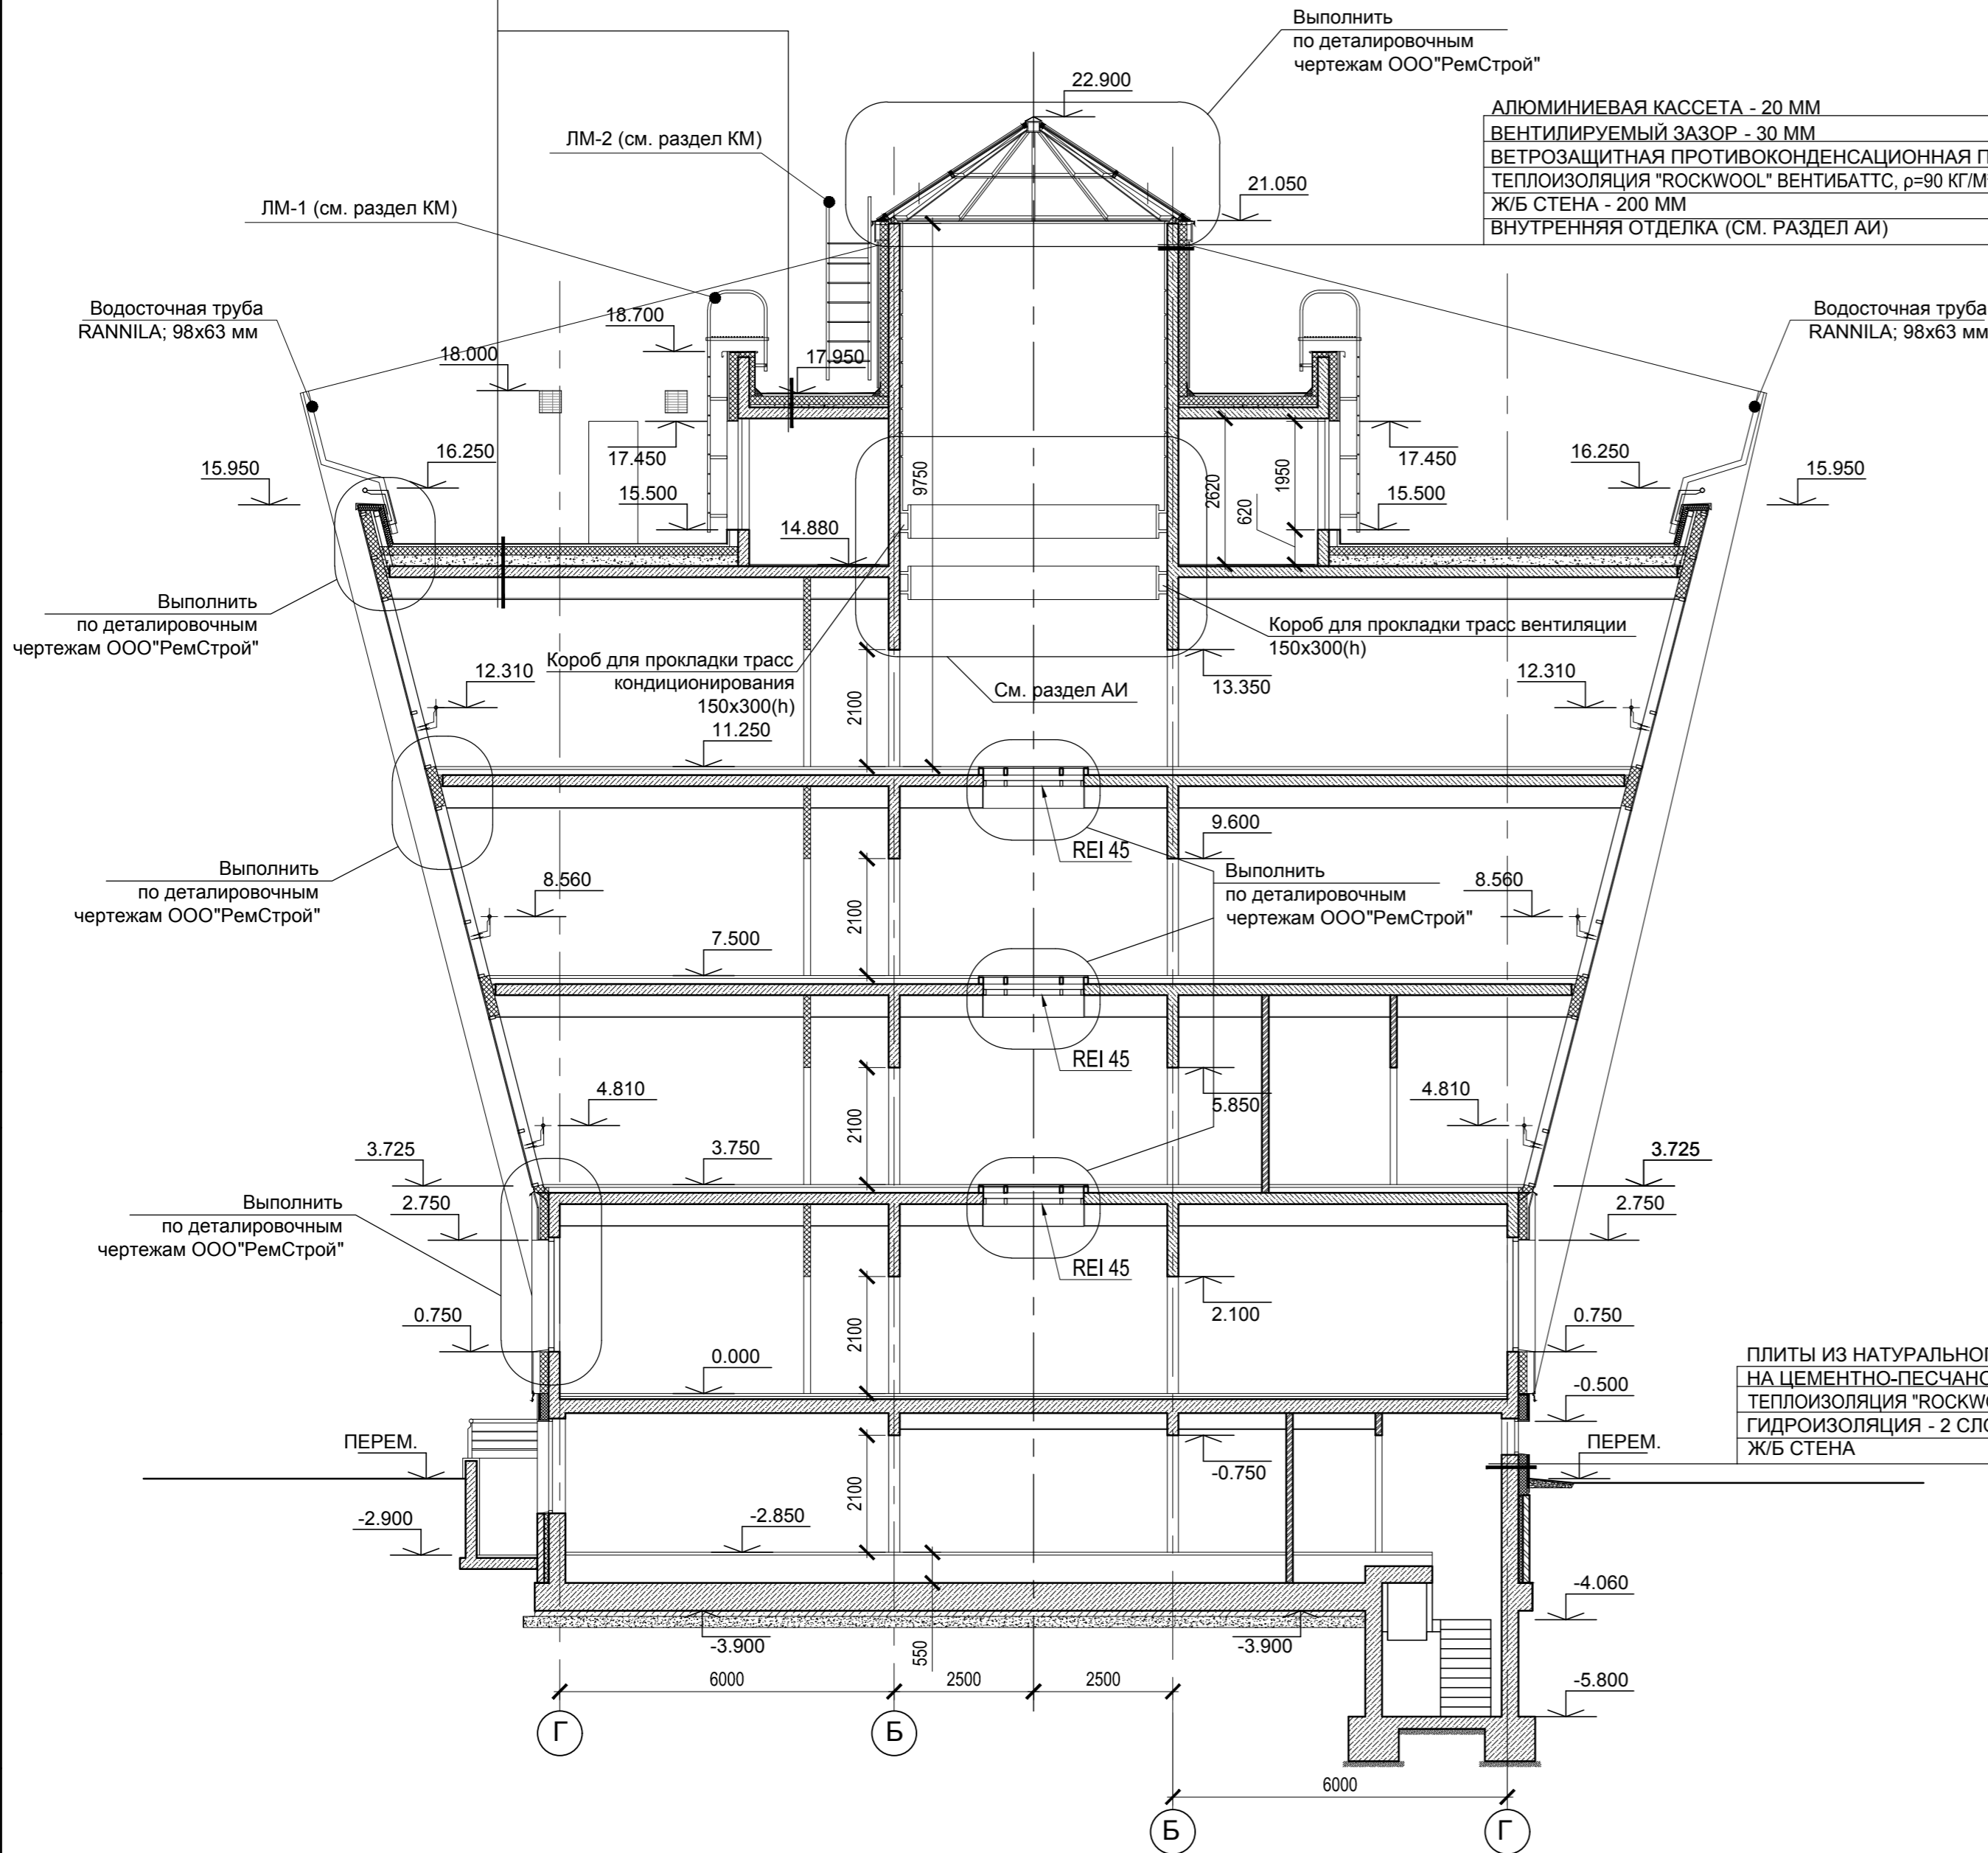 Выполнить
по деталировочным
чертежам ООО"РемСтрой"
22.900
АЛЮМИНИЕВАЯ КАССЕТА - 20 ММ
ВЕНТИЛИРУЕМЫЙ ЗАЗОР - 30 ММ
ВЕТРОЗАЩИТНАЯ ПРОТИВОКОНДЕНСАЦИОННАЯ
ТЕПЛОИЗОЛЯЦИЯ "ROCKWOOL" ВЕНТИБАТТС, ρ=90 КГ/М
Ж/Б СТЕНА - 200 ММ
ВНУТРЕННЯЯ ОТДЕЛКА (СМ. РАЗДЕЛ АИ)
ЛМ-2 (см. раздел КМ)
21.050
ЛМ-1 (см. раздел КМ)
Водосточная труба
RANNILA; 98х63 мм
18.700
18.000
17.950
Водосточная труба
RANNILA; 98х63 мм
15.950
16.250
17.450
15.500
14.880
9750
2620
620
1950
17.450
15.500
16.250
15.950
Выполнить
по деталировочным
чертежам ООО"РемСтрой"
Короб для прокладки трасс
кондиционирования
150х300(h)
Короб для прокладки трасс вентиляции
150х300(h)
12.310
2100
См. раздел АИ
13.350
12.310
11.250
9.600
REI 45
Выполнить
по деталировочным
чертежам ООО"РемСтрой"
8.560
2100
Выполнить
по деталировочным
чертежам ООО"РемСтрой"
8.560
7.500
REI 45
4.810
2100
5.850
4.810
3.725
3.750
3.725
Выполнить
по деталировочным
чертежам ООО"РемСтрой"
2.750
2.750
REI 45
0.750
2100
2.100
0.750
0.000
ПЛИТЫ ИЗ
НА ЦЕМЕНТНО-ПЕСЧАНО
ТЕПЛОИЗОЛЯЦИЯ
ГИДРОИЗОЛЯЦИЯ - 2
Ж/Б СТЕНА
-0.500
ПЕРЕМ.
ПЕРЕМ.
-0.750
2100
-2.900
-2.850
-4.060
-3.900
550
-3.900
-5.800
6000
2500
2500
Г
Б
6000
Б
Г